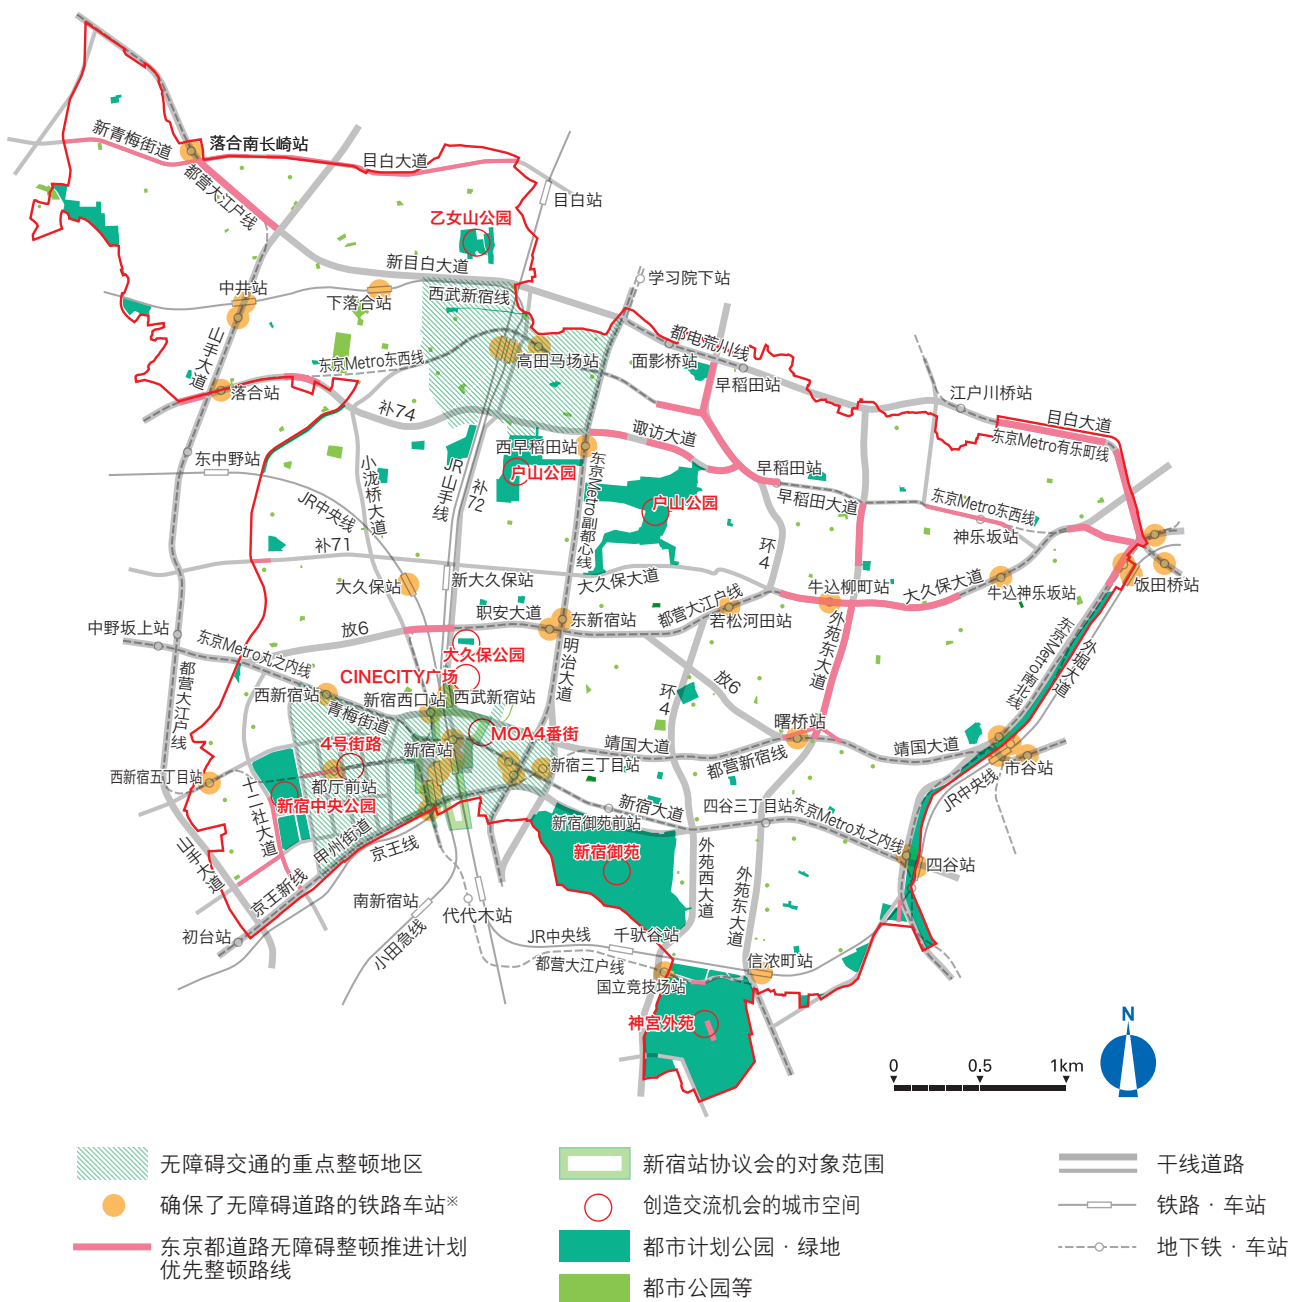 落合南长崎站
新青梅街道
目白大道
都营大江户线
目白站
乙女山公园
新目白大道
学习院下站
中井站
下落合站
西武新宿线
山手大道
东京Metro东西线
高田马场站
都电荒川线
面影桥站
早稻田站
落合站
江户川桥站
目白大道
东京Metro有乐町线
补74
诹访大道
西早稻田站
东中野站
小泷桥大道
JR山手线
补72
户山公园
东京Metro副都心线
户山公园
早稻田站
早稻田大道
东京Metro东西线
神乐坂站
JR中央线
补71
环4
大久保站
新大久保站
大久保大道
牛込柳町站
大久保大道
牛込神乐坂站
饭田桥站
都营大江户线
若松河田站
职安大道
东新宿站
放6
中野坂上站
东京Metro丸之内线
大久保公园
明治大道
外苑东大道
东京Metro南北线
外堀大道
都营大江户线
CINECITY广场
西新宿站
新宿西口站
西武新宿站
环4
放6
青梅街道
4号街路
新宿站
MOA4番街
曙桥站
靖国大道
靖国大道
都营新宿线
市谷站
西新宿五丁目站
都厅前站
新宿三丁目站
JR中央线
十二社大道
新宿中央公园
新宿大道
四谷三丁目站
东京Metro丸之内线
新宿御苑前站
山手大道
甲州街道
京王线
新宿御苑
外苑西大道
外苑东大道
四谷站
京王新线
南新宿站
代代木站
初台站
小田急线
JR中央线
千驮谷站
都营大江户线
信浓町站
国立竞技场站
神宫外苑
N
0 0.5 1km
无障碍交通的重点整顿地区
确保了无障碍道路的铁路车站※
东京都道路无障碍整顿推进计划
优先整顿路线
新宿站协议会的对象范围
创造交流机会的城市空间
都市计划公园·绿地
都市公园等
干线道路
铁路·车站
地下铁·车站